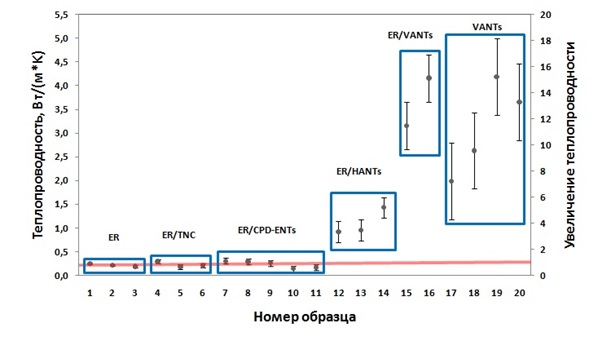 Теплопроводность, Вт/(м*К)
5,5
5,0
4,5
4,0
3,5
3,0
2,5
2,0
1,5
1,0
0,5
0,0
ER
ER/TNC
ER/CPD-ENTs
ER/HANTs
ER/VANTs
VANTs
20
18
16
14
12
10
8
6
4
2
0
Увеличение теплопроводности
1 2 3 4 5 6 7 8 9 10 11 12 13 14 15 16 17 18 19 20
Номер образца